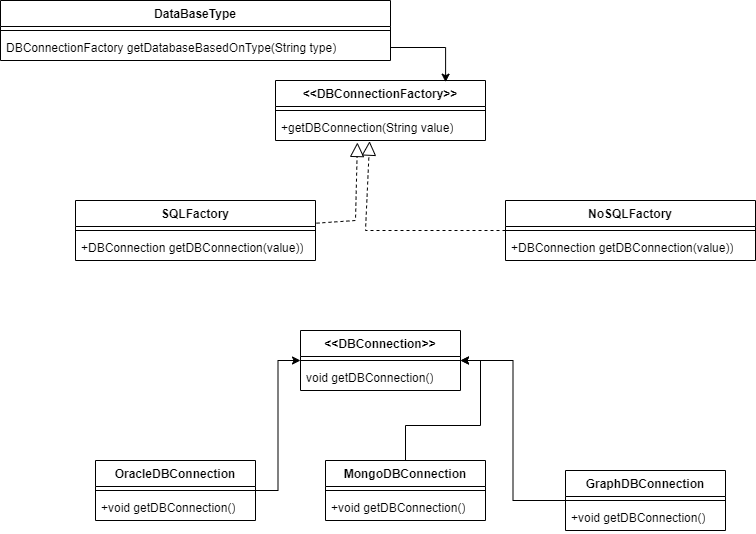 DataBaseType
DBConnectionFactory getDatabaseBasedOnType(String type)
<<DBConnectionFactory>>
+getDBConnection(String value)
SQLFactory
+DBConnection getDBConnection(value))
NoSQLFactory
+DBConnection getDBConnection(value))
<<DBConnection>>
void getDBConnection()
OracleDBConnection
+void getDBConnection()
MongoDBConnection
+void getDBConnection()
GraphDBConnection
+void getDBConnection()